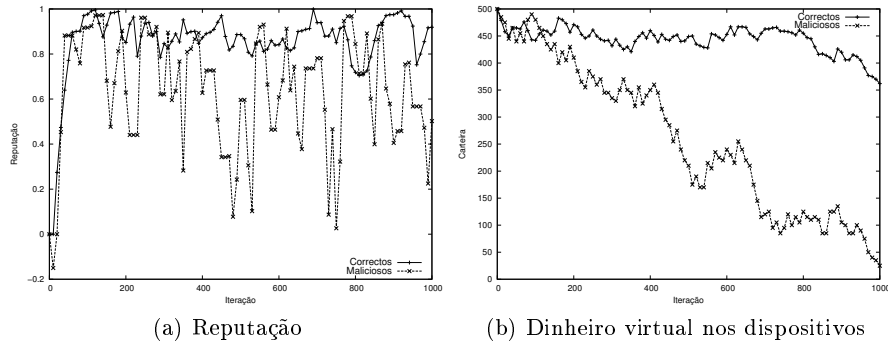 1
0.8
0.6
0.4
0.2
0
−0.2
Reputação
0 200 400 600 800 1000
Iteração
Correctos
Maliciosos
(a) Reputação
500
450
400
350
300
250
200
150
100
50
0
Carteira
0 200 400 600 800 1000
Iteração
Correctos
Maliciosos
(b) Dinheiro virtual nos dispositivos